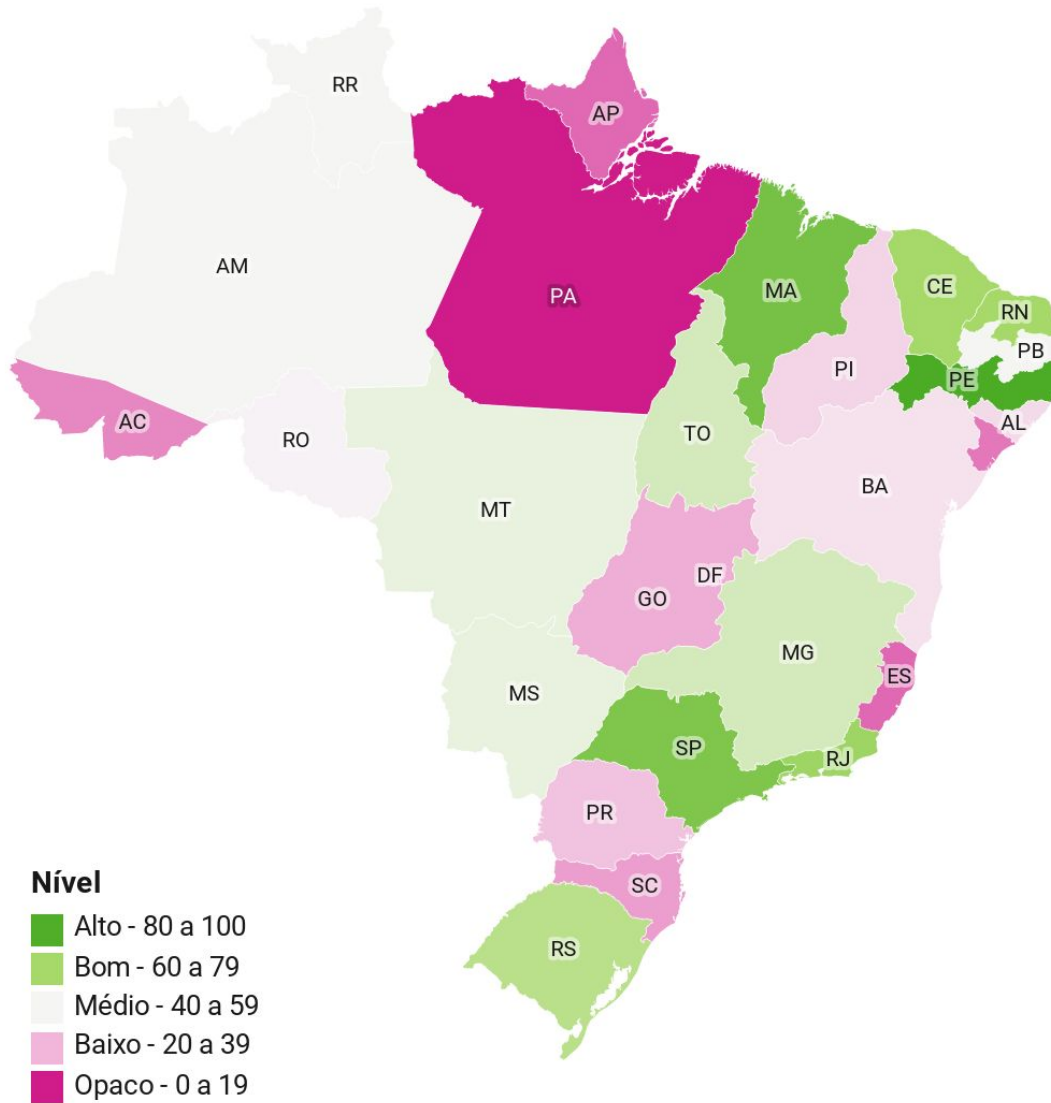 RR
AP
AM
PA
MA
CE
RN
PB
PI
PE
AC
TO
AL
RO
BA
MT
DF
GO
MG
ES
MS
SP
RJ
PR
SC
RS
Nível
Alto - 80 a 100
Bom - 60 a 79
Médio - 40 a 59
Baixo - 20 a 39
Opaco - 0 a 19